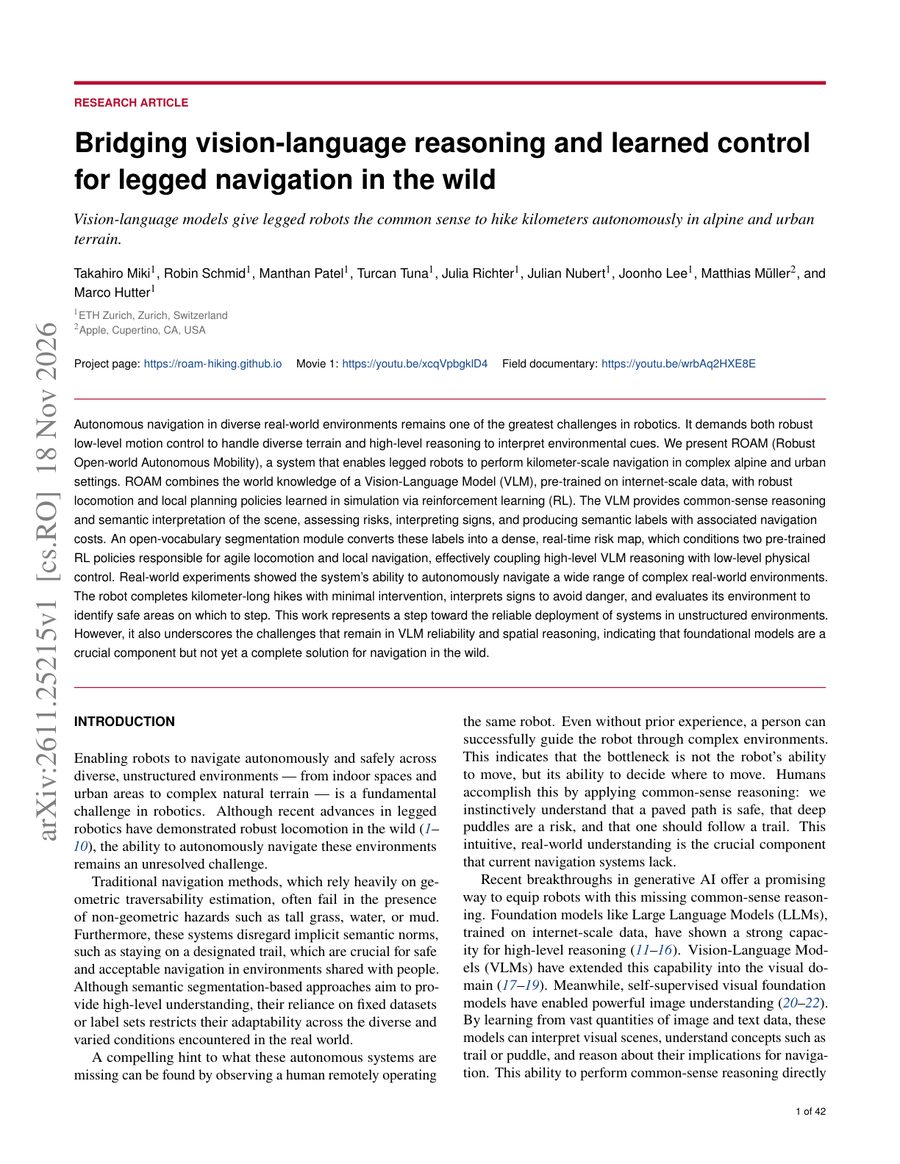 RESEARCH ARTICLE
Bridging vision-language reasoning and learned control
for legged navigation in the wild
Vision-language models give legged robots the common sense to hike kilometers autonomously in alpine and urban
terrain.
Takahiro Miki1, Robin Schmid1, Manthan Patel1, Turcan Tuna1, Julia Richter1, Julian Nubert1, Joonho Lee1, Matthias Müller2, and
Marco Hutter1
1ETH Zurich, Zurich, Switzerland
2Apple, Cupertino, CA, USA
Project page: https://roam-hiking.github.io Movie 1: https://youtu.be/xcqVpbgklD4 Field documentary: https://youtu.be/wrbAq2HXE8E
Autonomous navigation in diverse real-world environments remains one of the greatest challenges in robotics. It demands both robust
low-level motion control to handle diverse terrain and high-level reasoning to interpret environmental cues. We present ROAM (Robust
Open-world Autonomous Mobility), a system that enables legged robots to perform kilometer-scale navigation in complex alpine and urban
settings. ROAM combines the world knowledge of a Vision-Language Model (VLM), pre-trained on internet-scale data, with robust
locomotion and local planning policies learned in simulation via reinforcement learning (RL). The VLM provides common-sense reasoning
and semantic interpretation of the scene, assessing risks, interpreting signs, and producing semantic labels with associated navigation
costs. An open-vocabulary segmentation module converts these labels into a dense, real-time risk map, which conditions two pre-trained
RL policies responsible for agile locomotion and local navigation, effectively coupling high-level VLM reasoning with low-level physical
control. Real-world experiments showed the system's ability to autonomously navigate a wide range of complex real-world environments.
The robot completes kilometer-long hikes with minimal intervention, interprets signs to avoid danger, and evaluates its environment to
identify safe areas on which to step. This work represents a step toward the reliable deployment of systems in unstructured environments.
However, it also underscores the challenges that remain in VLM reliability and spatial reasoning, indicating that foundational models are a
crucial component but not yet a complete solution for navigation in the wild.
INTRODUCTION
Enabling robots to navigate autonomously and safely across
diverse, unstructured environments — from indoor spaces and
urban areas to complex natural terrain — is a fundamental
challenge in robotics. Although recent advances in legged
robotics have demonstrated robust locomotion in the wild (1–
10), the ability to autonomously navigate these environments
remains an unresolved challenge.
Traditional navigation methods, which rely heavily on ge-
ometric traversability estimation, often fail in the presence
of non-geometric hazards such as tall grass, water, or mud.
Furthermore, these systems disregard implicit semantic norms,
such as staying on a designated trail, which are crucial for safe
and acceptable navigation in environments shared with people.
Although semantic segmentation-based approaches aim to pro-
vide high-level understanding, their reliance on fixed datasets
or label sets restricts their adaptability across the diverse and
varied conditions encountered in the real world.
A compelling hint to what these autonomous systems are
missing can be found by observing a human remotely operating
the same robot. Even without prior experience, a person can
successfully guide the robot through complex environments.
This indicates that the bottleneck is not the robot's ability
to move, but its ability to decide where to move. Humans
accomplish this by applying common-sense reasoning: we
instinctively understand that a paved path is safe, that deep
puddles are a risk, and that one should follow a trail. This
intuitive, real-world understanding is the crucial component
that current navigation systems lack.
Recent breakthroughs in generative AI offer a promising
way to equip robots with this missing common-sense reason-
ing. Foundation models like Large Language Models (LLMs),
trained on internet-scale data, have shown a strong capac-
ity for high-level reasoning (11–16). Vision-Language Mod-
els (VLMs) have extended this capability into the visual do-
main (17–19). Meanwhile, self-supervised visual foundation
models have enabled powerful image understanding (20–22).
By learning from vast quantities of image and text data, these
models can interpret visual scenes, understand concepts such as
trail or puddle, and reason about their implications for naviga-
tion. This ability to perform common-sense reasoning directly
1 of 42
arXiv:2611.25215v1 [cs.RO] 18 Nov 2026